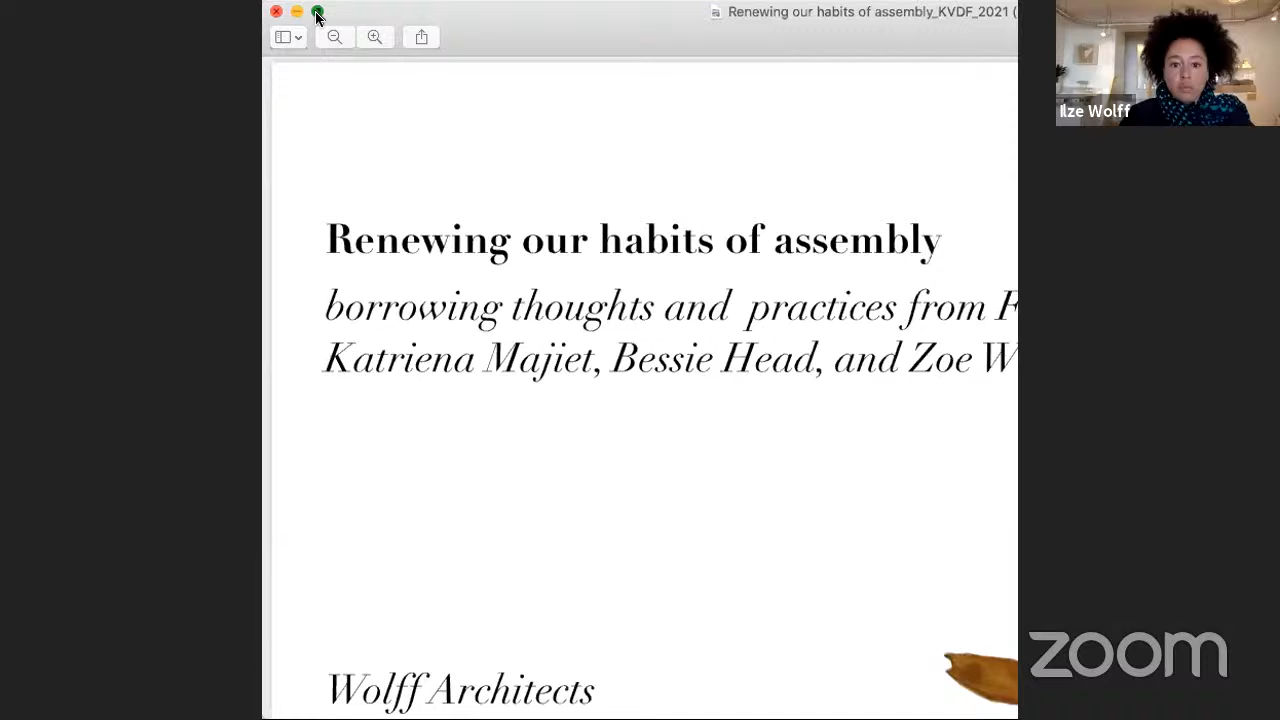 Renewing our habits of assembly_KVDF_2021 (
Ilze Wolff
Renewing our habits of assembly
borrowing thoughts and practices from F
Katriena Majiet, Bessie Head, and Zoe W
Wolff Architects
zoom